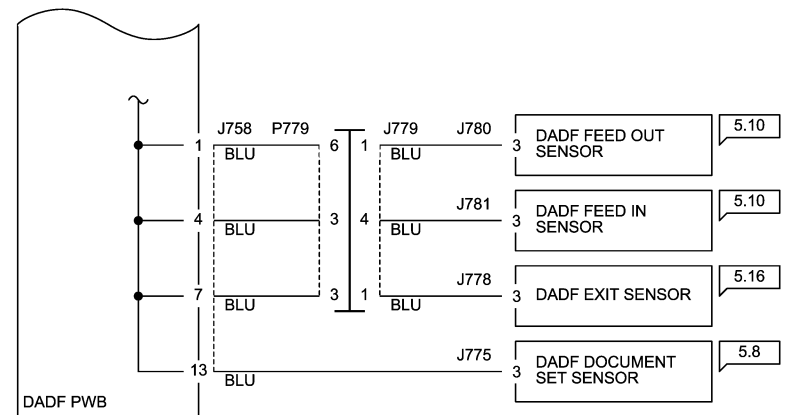 J758 P779 J779 J780 DADF FEED OUT SENSOR 5.10
1 BLU 6 1 BLU 3
J781 DADF FEED IN SENSOR 5.10
4 BLU 3 4 BLU 3
J778 DADF EXIT SENSOR 5.16
7 BLU 3 1 BLU 3
J775 DADF DOCUMENT SET SENSOR 5.8
13 BLU 3
DADF PWB